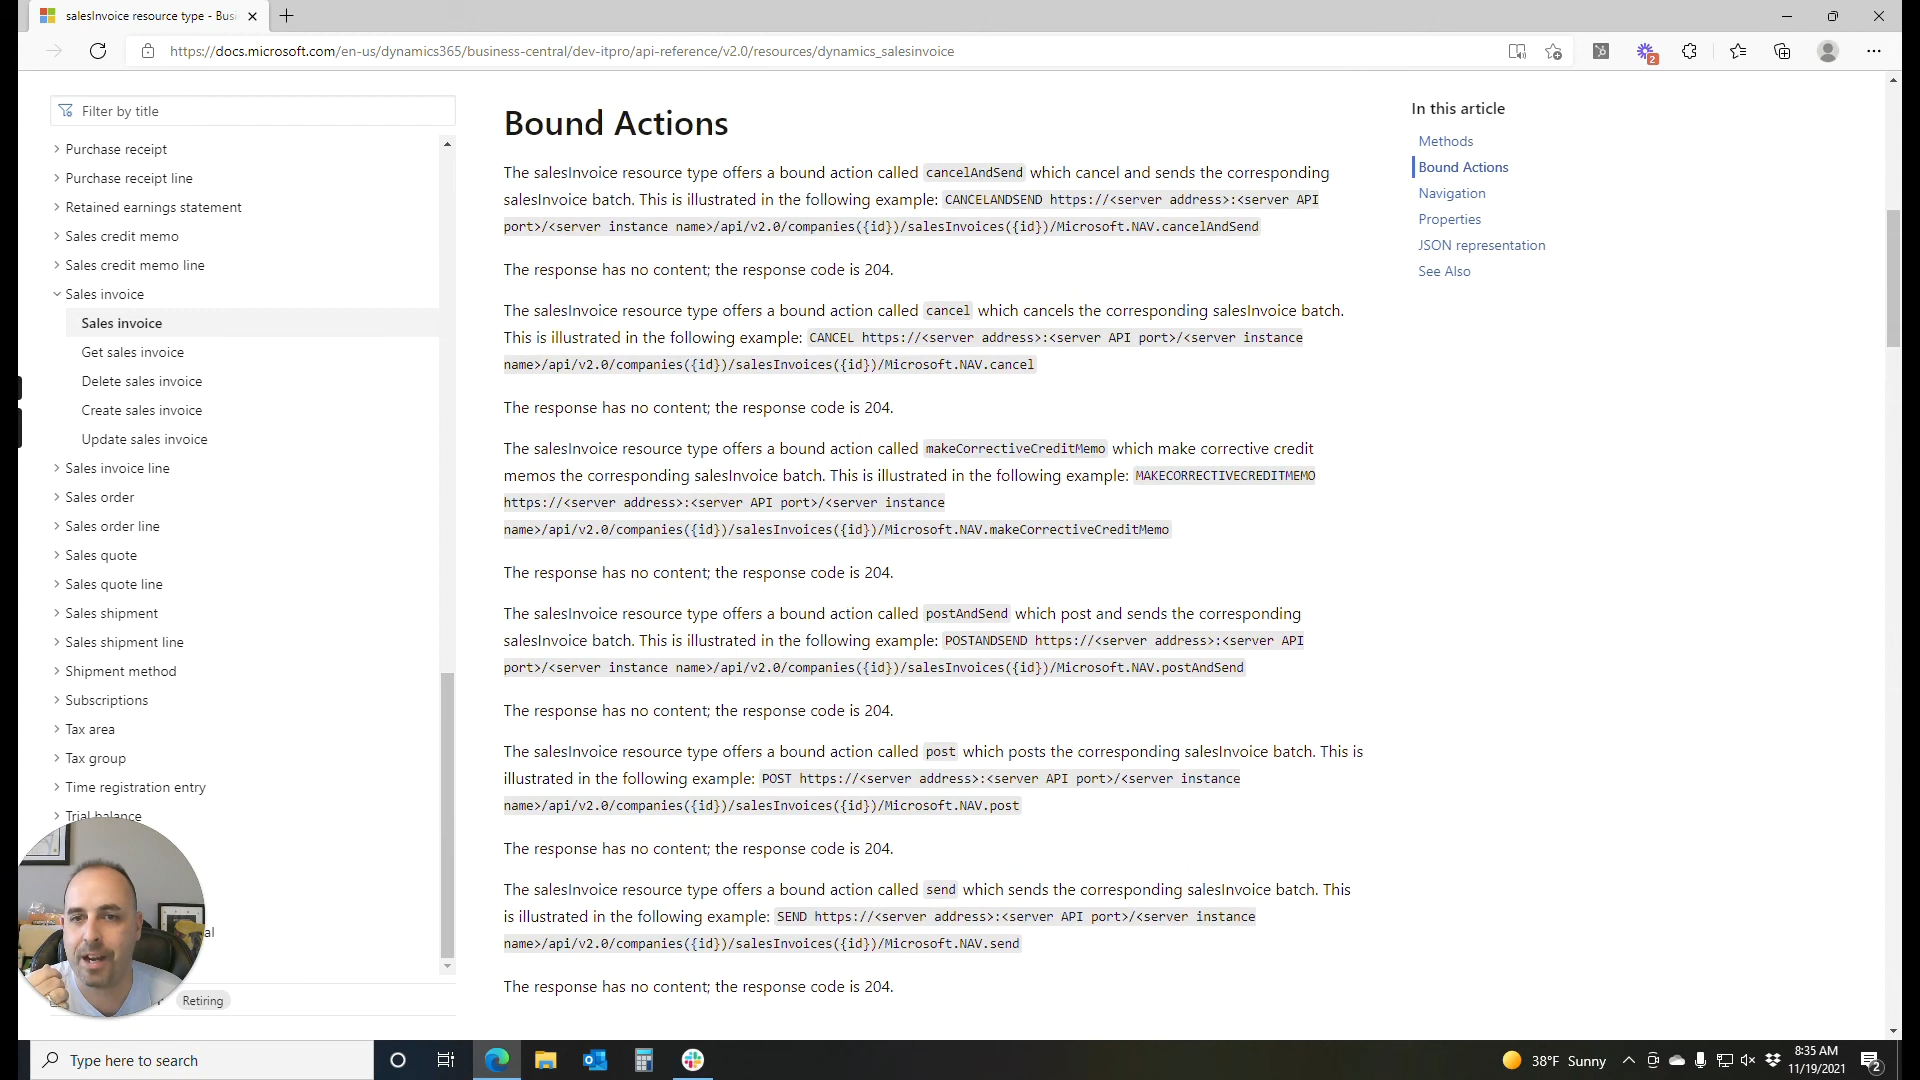 salesInvoice resource type - Busi
https://docs.microsoft.com/en-us/dynamics365/business-central/dev-itpro/api-reference/v2.0/resources/dynamics_salesinvoice
2
Filter by title
Purchase receipt
Purchase receipt line
Retained earnings statement
Sales credit memo
Sales credit memo line
Sales invoice
Sales invoice
Get sales invoice
Delete sales invoice
Create sales invoice
Update sales invoice
Sales invoice line
Sales order
Sales order line
Sales quote
Sales quote line
Sales shipment
Sales shipment line
Shipment method
Subscriptions
Tax area
Tax group
Time registration entry
Trial balance
al
Retiring
Bound Actions
The salesInvoice resource type offers a bound action called cancelAndSend which cancel and sends the corresponding
salesInvoice batch. This is illustrated in the following example: CANCELANDSEND https://<server address>:<server API
port>/<server instance name>/api/v2.0/companies({id})/salesInvoices({id})/Microsoft.NAV.cancelAndSend
The response has no content; the response code is 204.
The salesInvoice resource type offers a bound action called cancel which cancels the corresponding salesInvoice batch.
This is illustrated in the following example: CANCEL https://<server address>:<server API port>/<server instance
name>/api/v2.0/companies({id})/salesInvoices({id})/Microsoft.NAV.cancel
The response has no content; the response code is 204.
The salesInvoice resource type offers a bound action called makeCorrectiveCreditMemo which make corrective credit
memos the corresponding salesInvoice batch. This is illustrated in the following example: MAKECORRECTIVECREDITMEMO
https://<server address>:<server API port>/<server instance
name>/api/v2.0/companies({id})/salesInvoices({id})/Microsoft.NAV.makeCorrectiveCreditMemo
The response has no content; the response code is 204.
The salesInvoice resource type offers a bound action called postAndSend which post and sends the corresponding
salesInvoice batch. This is illustrated in the following example: POSTANDSEND https://<server address>:<server API
port>/<server instance name>/api/v2.0/companies({id})/salesInvoices({id})/Microsoft.NAV.postAndSend
The response has no content; the response code is 204.
The salesInvoice resource type offers a bound action called post which posts the corresponding salesInvoice batch. This is
illustrated in the following example: POST https://<server address>:<server API port>/<server instance
name>/api/v2.0/companies({id})/salesInvoices({id})/Microsoft.NAV.post
The response has no content; the response code is 204.
The salesInvoice resource type offers a bound action called send which sends the corresponding salesInvoice batch. This
is illustrated in the following example: SEND https://<server address>:<server API port>/<server instance
name>/api/v2.0/companies({id})/salesInvoices({id})/Microsoft.NAV.send
The response has no content; the response code is 204.
In this article
Methods
Bound Actions
Navigation
Properties
JSON representation
See Also
Type here to search
38°F Sunny
8:35 AM
11/19/2021
2